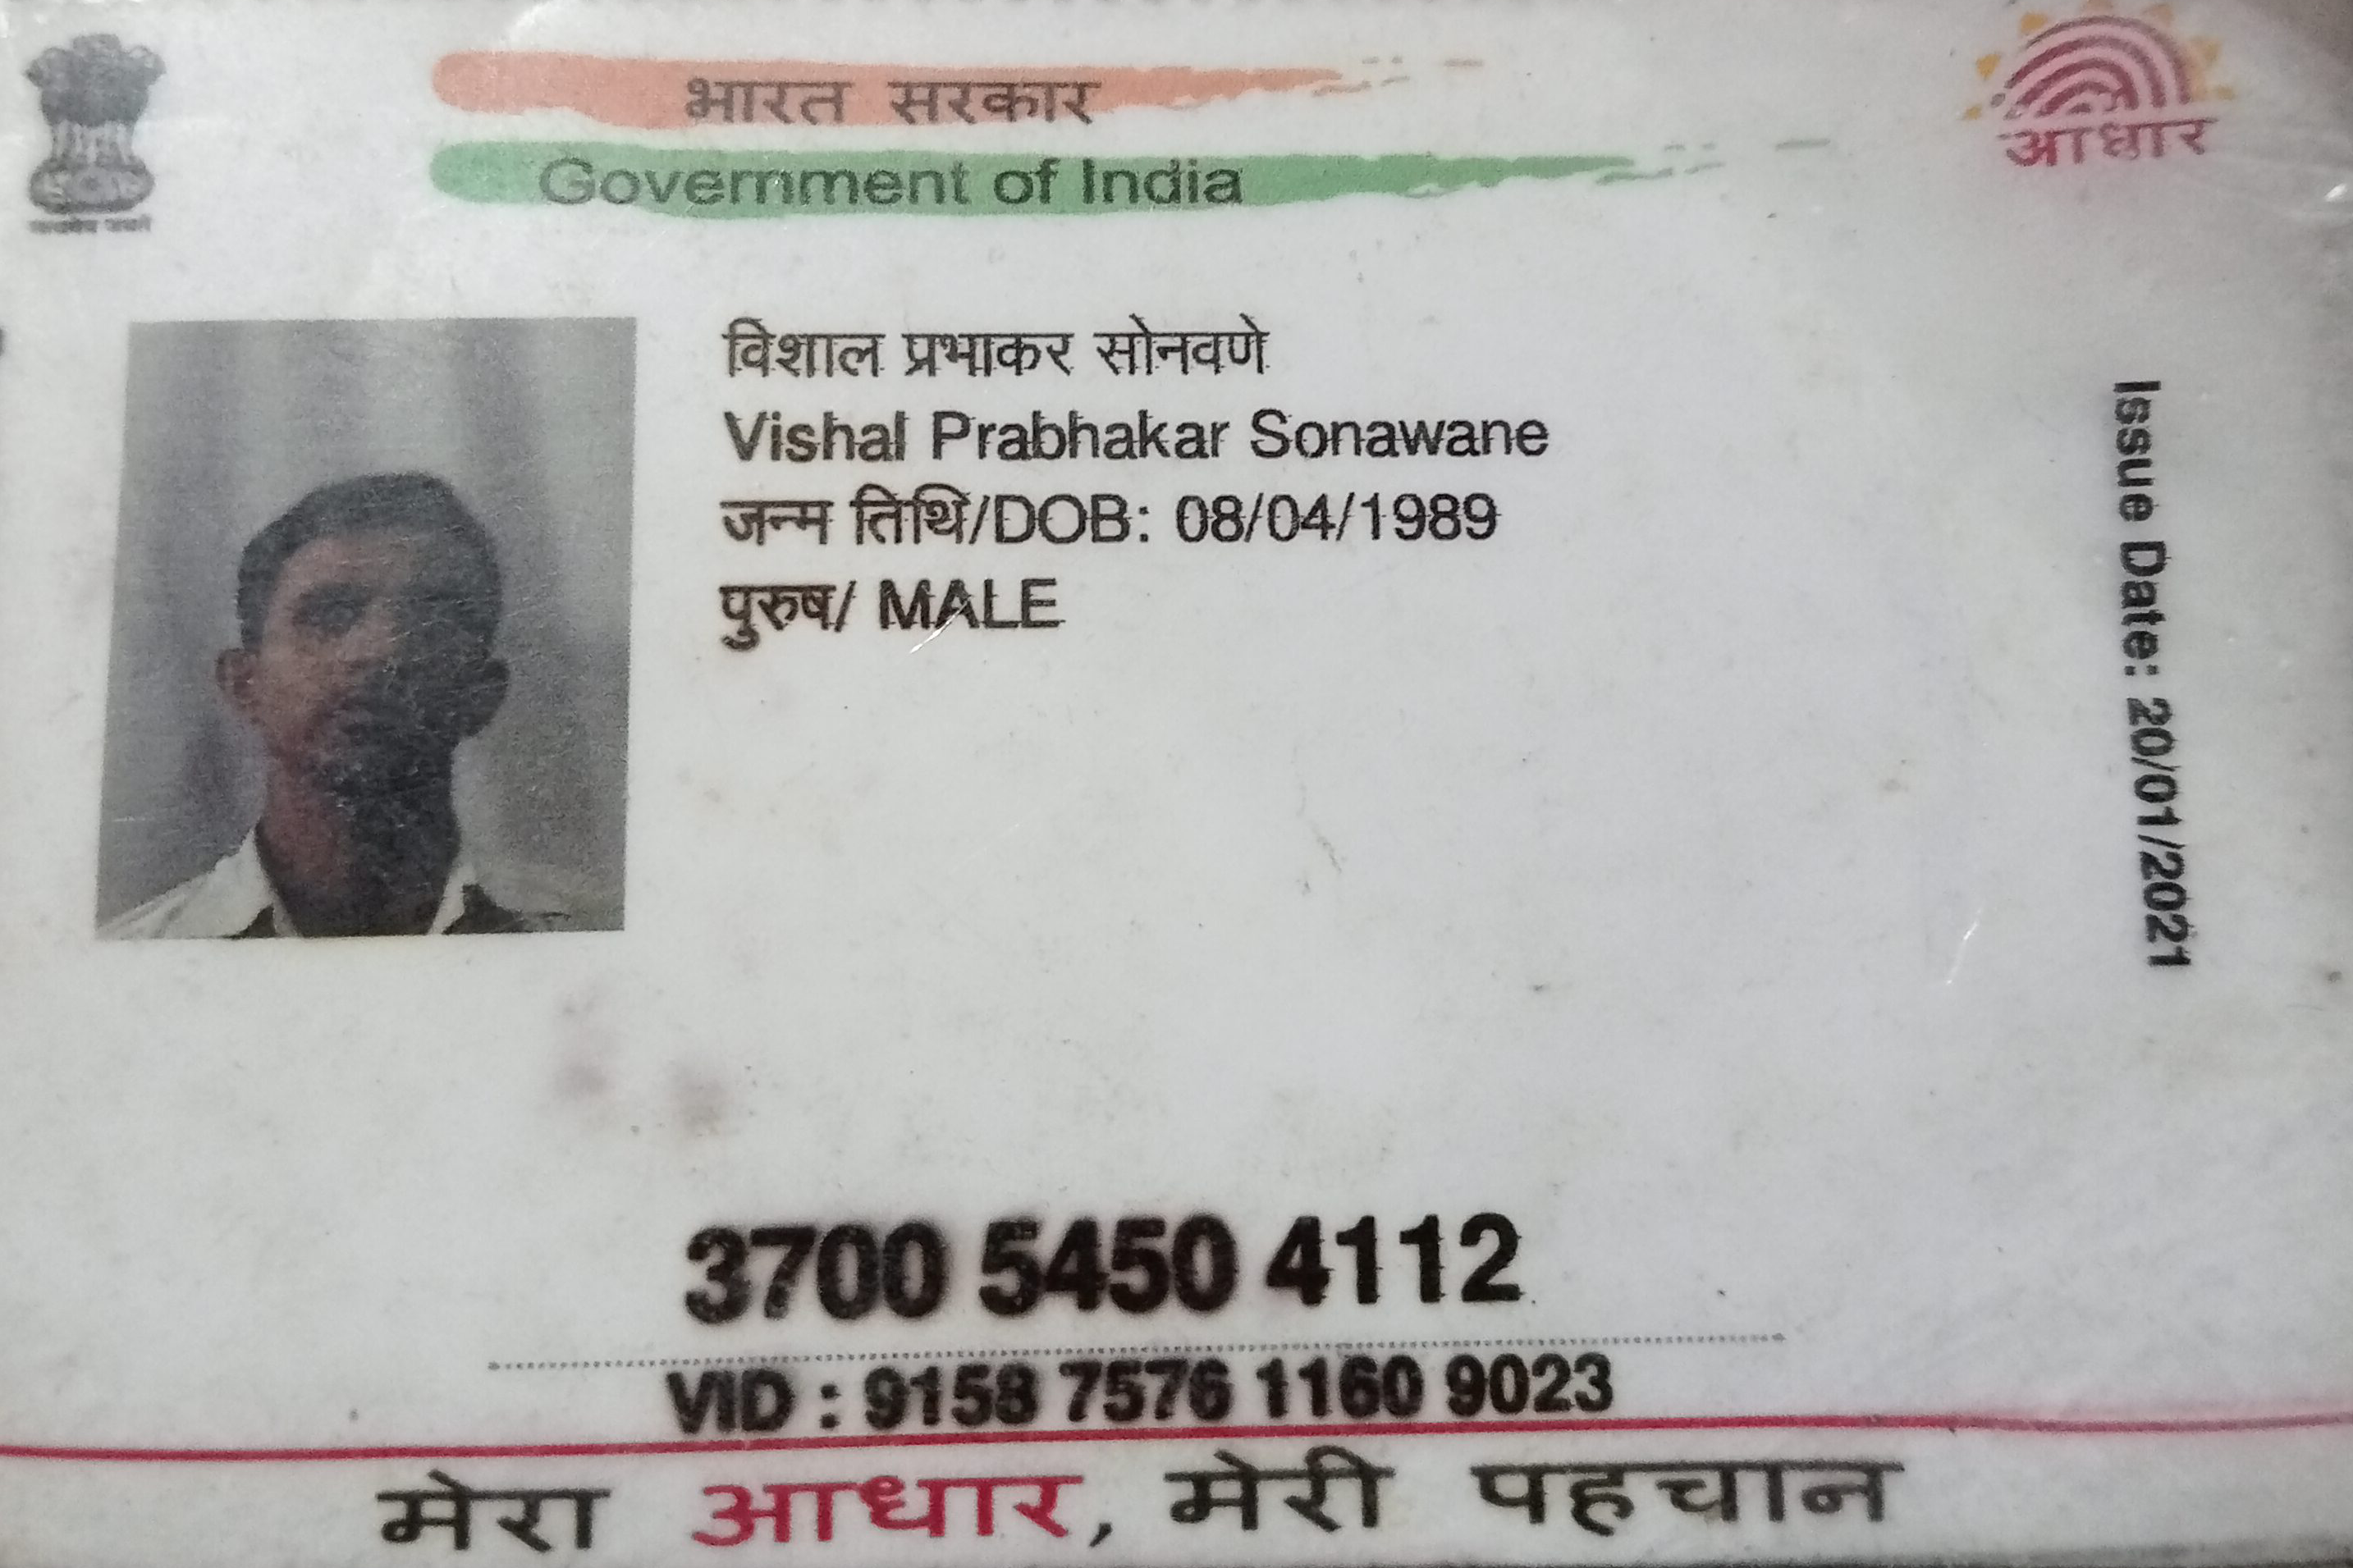 भारत सरकार
Government of India
आधार
विशाल प्रभाकर सोनवणे
Vishal Prabhakar Sonawane
जन्म तिथि/DOB: 08/04/1989
पुरुष/ MALE
Issue Date: 20/01/2021
3700 5450 4112
VID : 9158 7576 1160 9023
मेरा आधार, मेरी पहचान